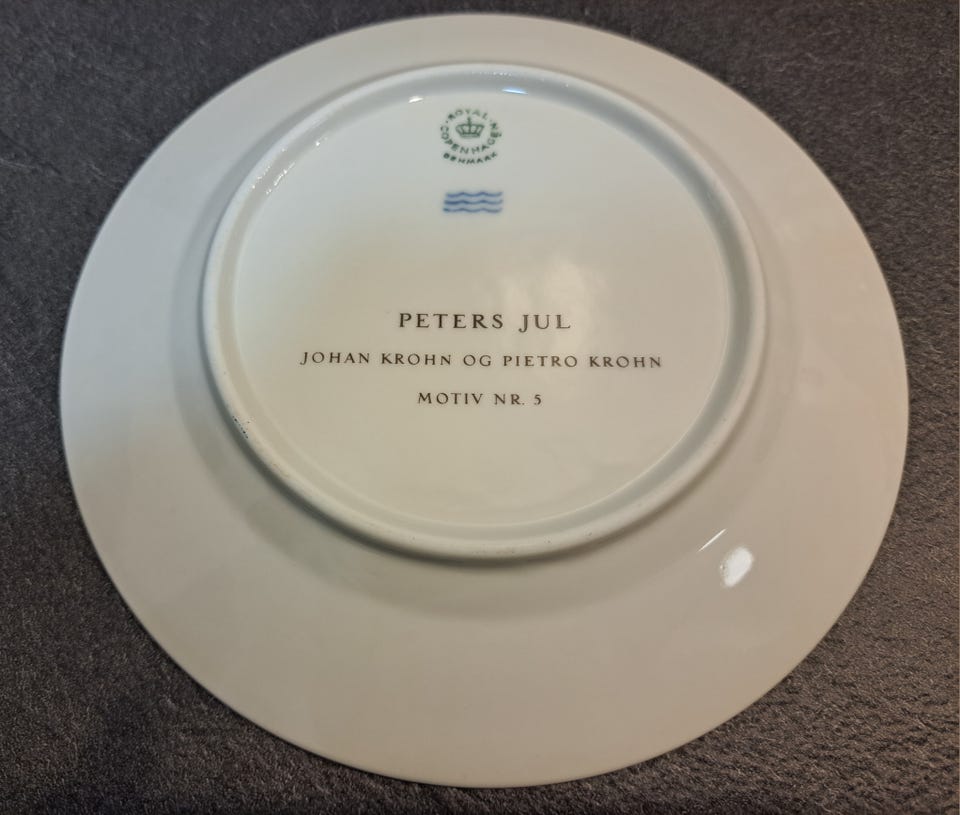 ROYAL
COPENHAGEN
DENMARK
PETERS JUL
JOHAN KROHN OG PIETRO KROHN
MOTIV NR. 5